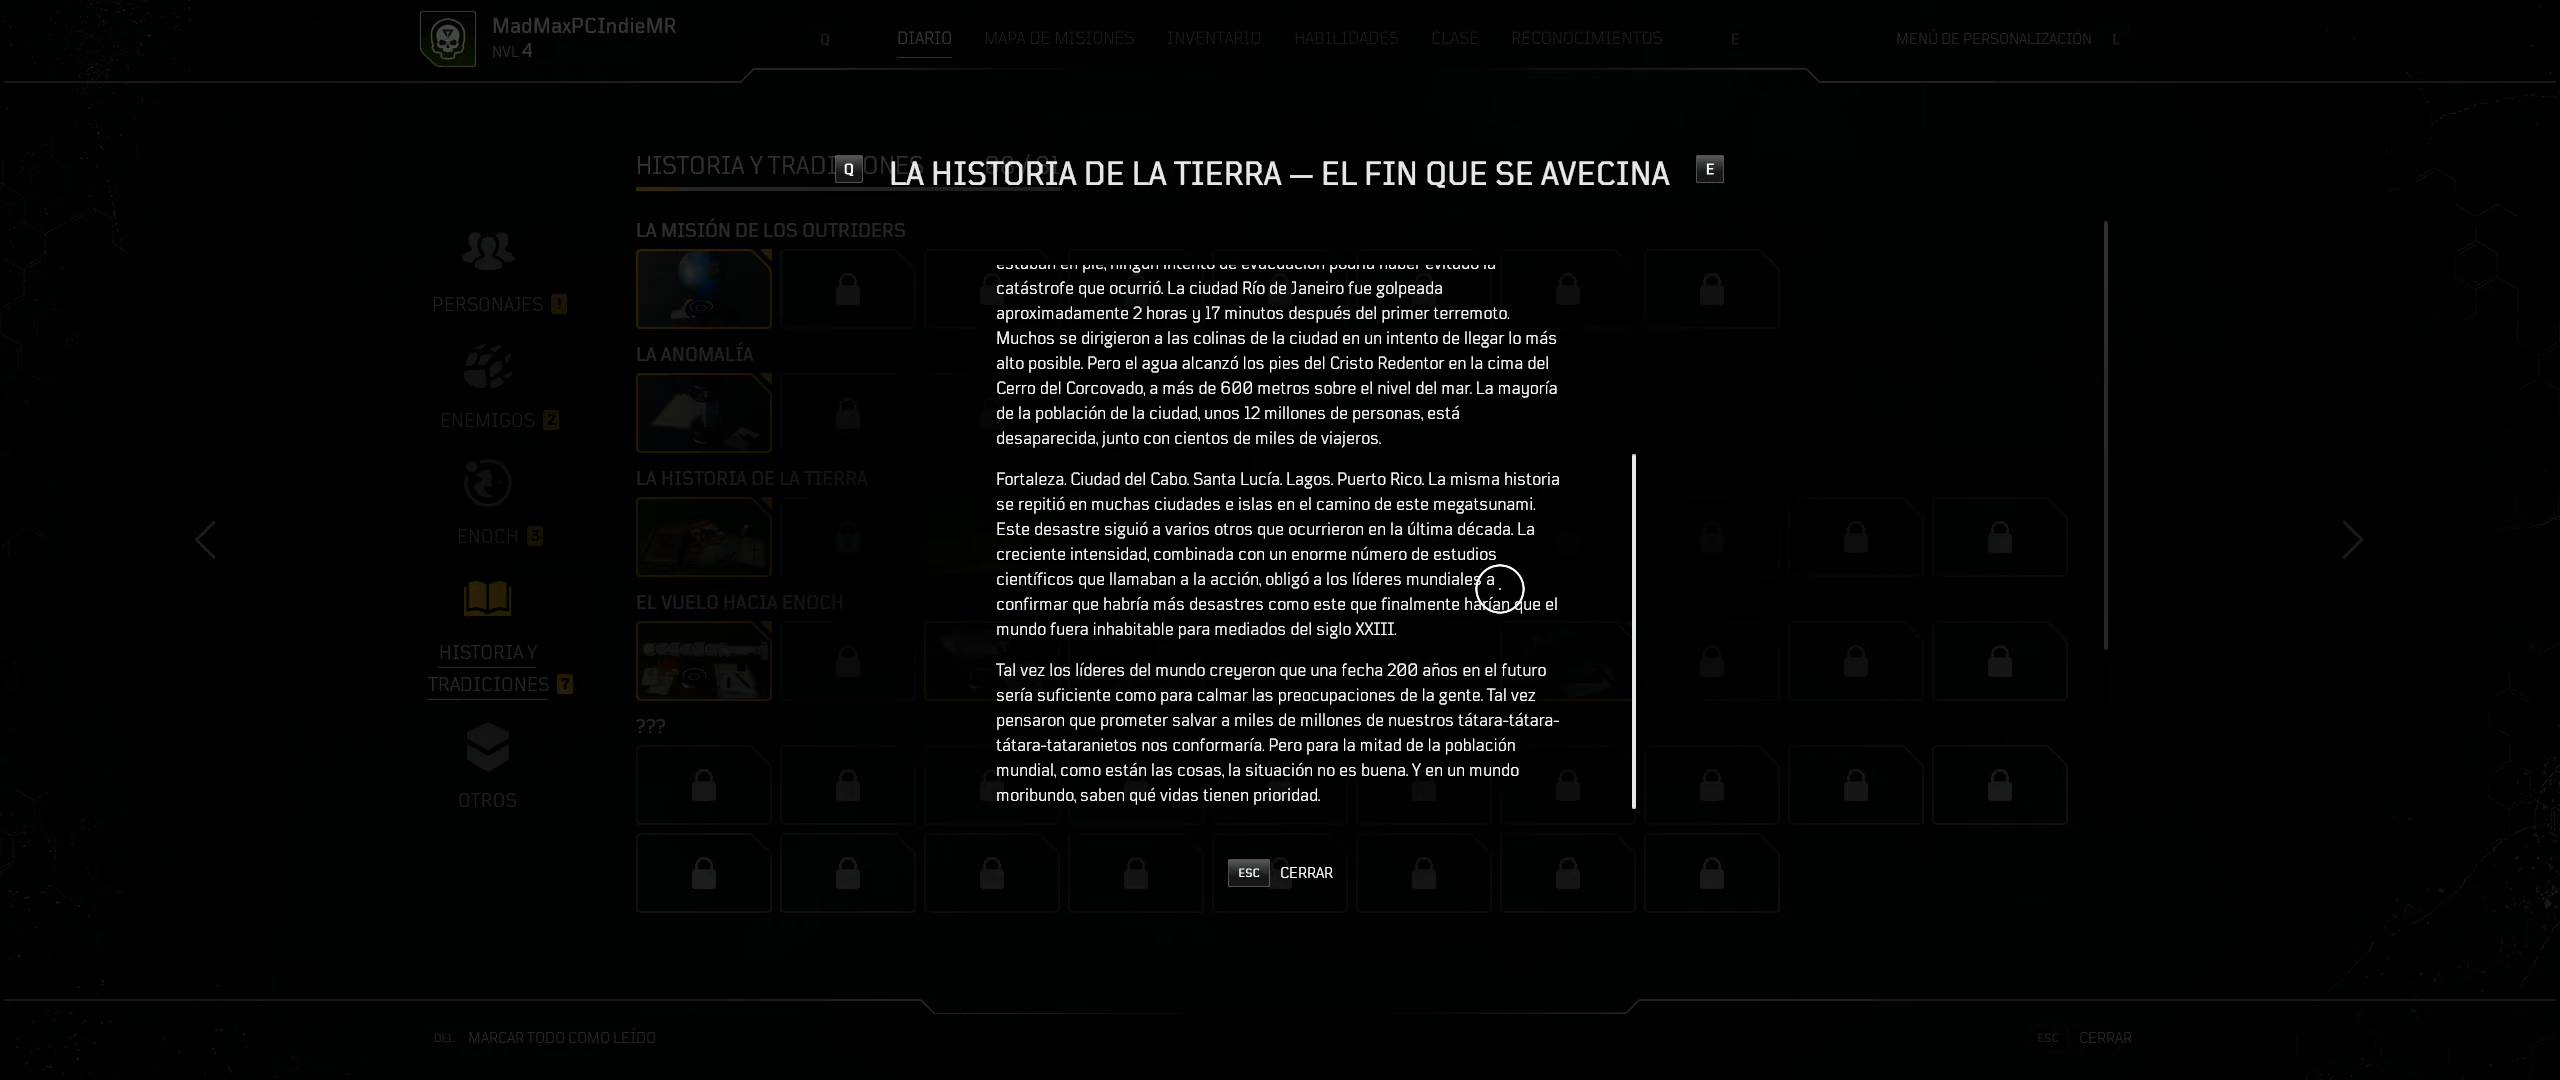 MadMaxPCIndieMR
NVL 4
Q
DIARIO
MAPA DE MISIONES
INVENTARIO
HABILIDADES
CLASE
RECONOCIMIENTOS
E
MENÚ DE PERSONALIZACIÓN L
HISTORIA Y TRADICIONES
Q LA HISTORIA DE LA TIERRA — EL FIN QUE SE AVECINA E
PERSONAJES !
ENEMIGOS 2
ENOCH 3
HISTORIA Y
TRADICIONES 7
OTROS
LA MISIÓN DE LOS OUTRIDERS
LA ANOMALÍA
LA HISTORIA DE LA TIERRA
EL VUELO HACIA ENOCH
???
estaban en pie, ningún intento de evacuación podría haber evitado la
catástrofe que ocurrió. La ciudad Río de Janeiro fue golpeada
aproximadamente 2 horas y 17 minutos después del primer terremoto.
Muchos se dirigieron a las colinas de la ciudad en un intento de llegar lo más
alto posible. Pero el agua alcanzó los pies del Cristo Redentor en la cima del
Cerro del Corcovado, a más de 600 metros sobre el nivel del mar. La mayoría
de la población de la ciudad, unos 12 millones de personas, está
desaparecida, junto con cientos de miles de viajeros.
Fortaleza. Ciudad del Cabo. Santa Lucía. Lagos. Puerto Rico. La misma historia
se repitió en muchas ciudades e islas en el camino de este megatsunami.
Este desastre siguió a varios otros que ocurrieron en la última década. La
creciente intensidad, combinada con un enorme número de estudios
científicos que llamaban a la acción, obligó a los líderes mundiales a
confirmar que habría más desastres como este que finalmente harían que el
mundo fuera inhabitable para mediados del siglo XXIII.
Tal vez los líderes del mundo creyeron que una fecha 200 años en el futuro
sería suficiente como para calmar las preocupaciones de la gente. Tal vez
pensaron que prometer salvar a miles de millones de nuestros tátara-tátara-
tátara-tataranietos nos conformaría. Pero para la mitad de la población
mundial, como están las cosas, la situación no es buena. Y en un mundo
moribundo, saben qué vidas tienen prioridad.
ESC CERRAR
DEL MARCAR TODO COMO LEÍDO
ESC CERRAR